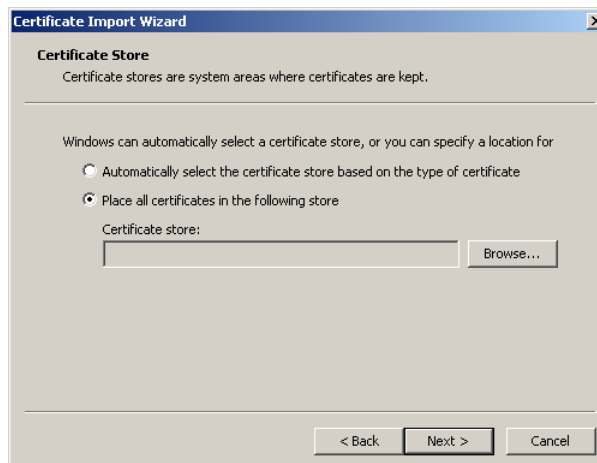 Certificate Import Wizard
Certificate Store
Certificate stores are system areas where certificates are kept.
Windows can automatically select a certificate store, or you can specify a location for
Automatically select the certificate store based on the type of certificate
Place all certificates in the following store
Certificate store:
Browse...
< Back Next > Cancel